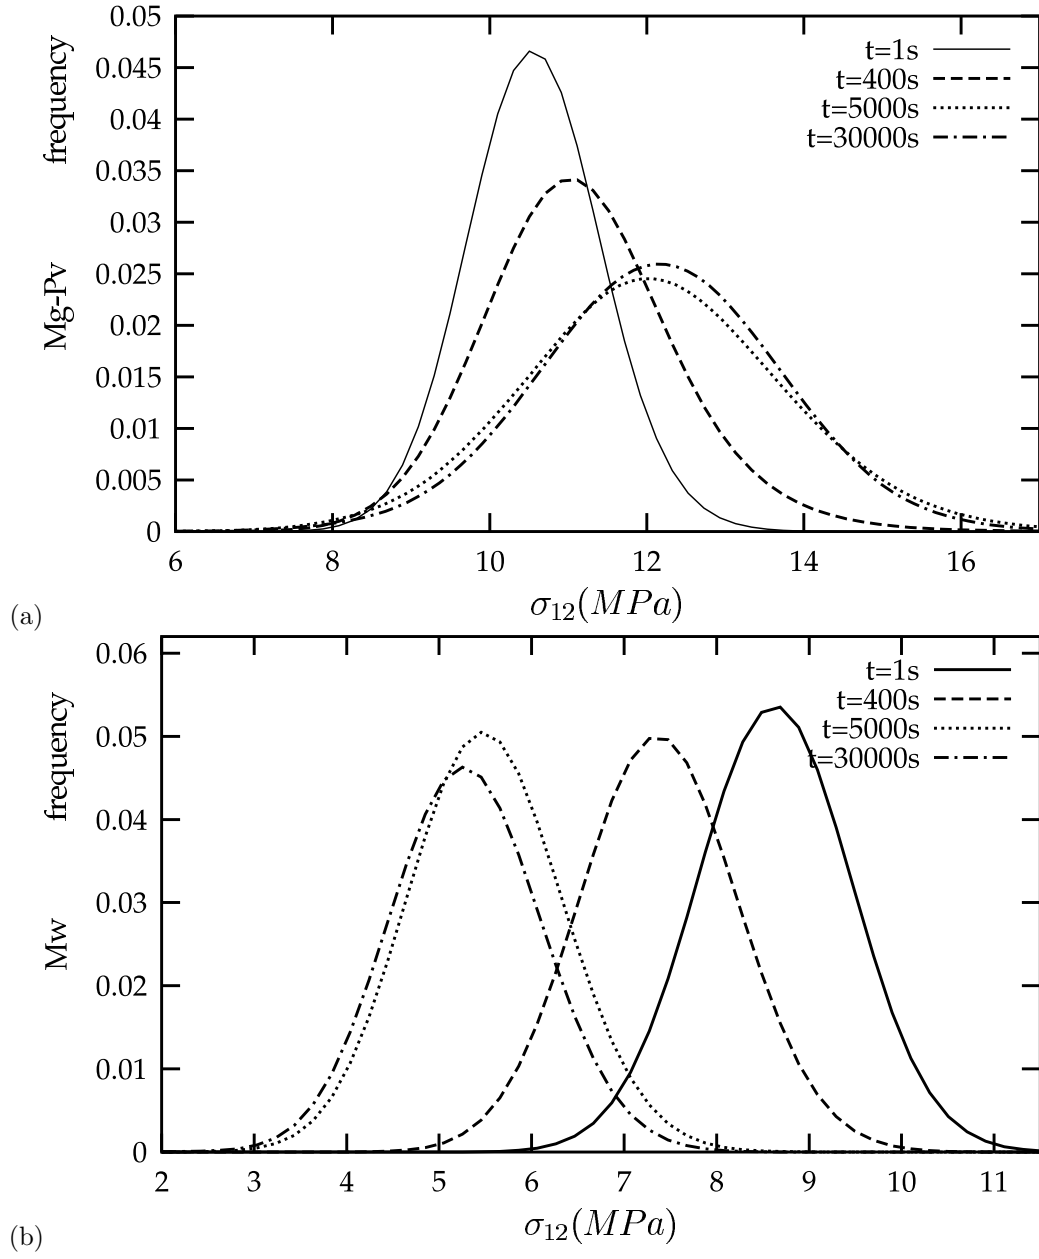 0.05
0.045
0.04
0.035
0.03
0.025
0.02
0.015
0.01
0.005
0
Mg-Pv frequency
t=1s
t=400s
t=5000s
t=30000s
6 8 10 12 14 16
σ12(MPa)
(a)
0.06
0.05
0.04
0.03
0.02
0.01
0
Mw frequency
t=1s
t=400s
t=5000s
t=30000s
2 3 4 5 6 7 8 9 10 11
σ12(MPa)
(b)